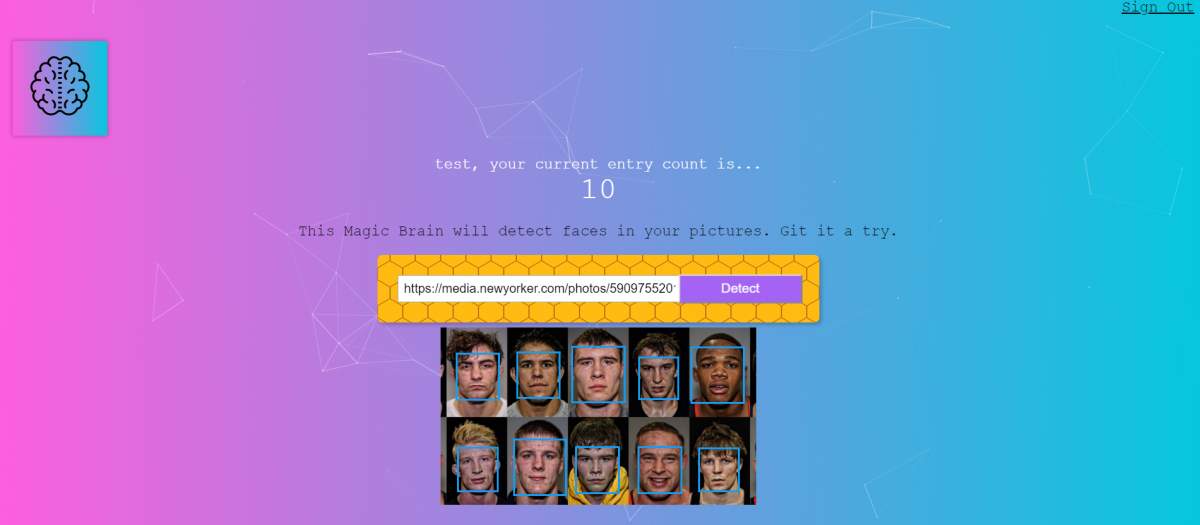 Sign Out
test, your current entry count is...
10
This Magic Brain will detect faces in your pictures. Git it a try.
https://media.newyorker.com/photos/590975520 Detect